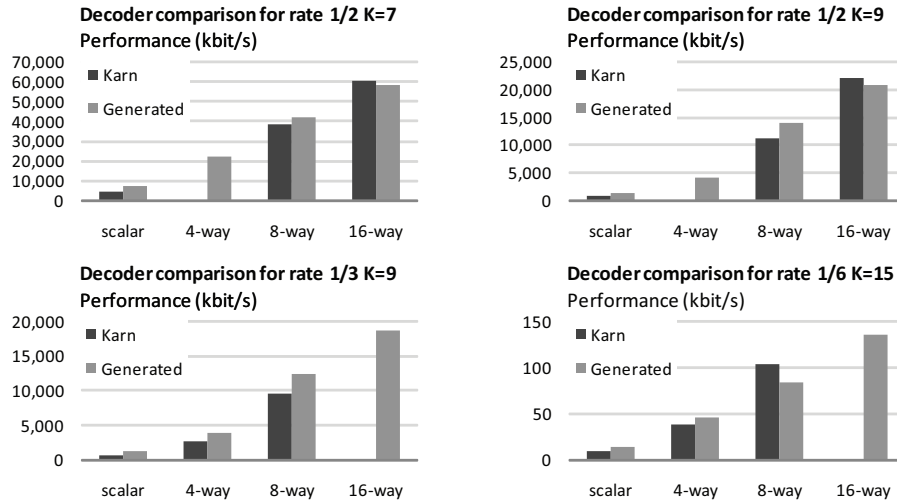 Decoder comparison for rate 1/2 K=7
Performance (kbit/s)
70,000
60,000
50,000
40,000
30,000
20,000
10,000
0
Karn
Generated
scalar 4-way 8-way 16-way
Decoder comparison for rate 1/2 K=9
Performance (kbit/s)
25,000
20,000
15,000
10,000
5,000
0
Karn
Generated
scalar 4-way 8-way 16-way
Decoder comparison for rate 1/3 K=9
Performance (kbit/s)
20,000
15,000
10,000
5,000
0
Karn
Generated
scalar 4-way 8-way 16-way
Decoder comparison for rate 1/6 K=15
Performance (kbit/s)
150
100
50
0
Karn
Generated
scalar 4-way 8-way 16-way